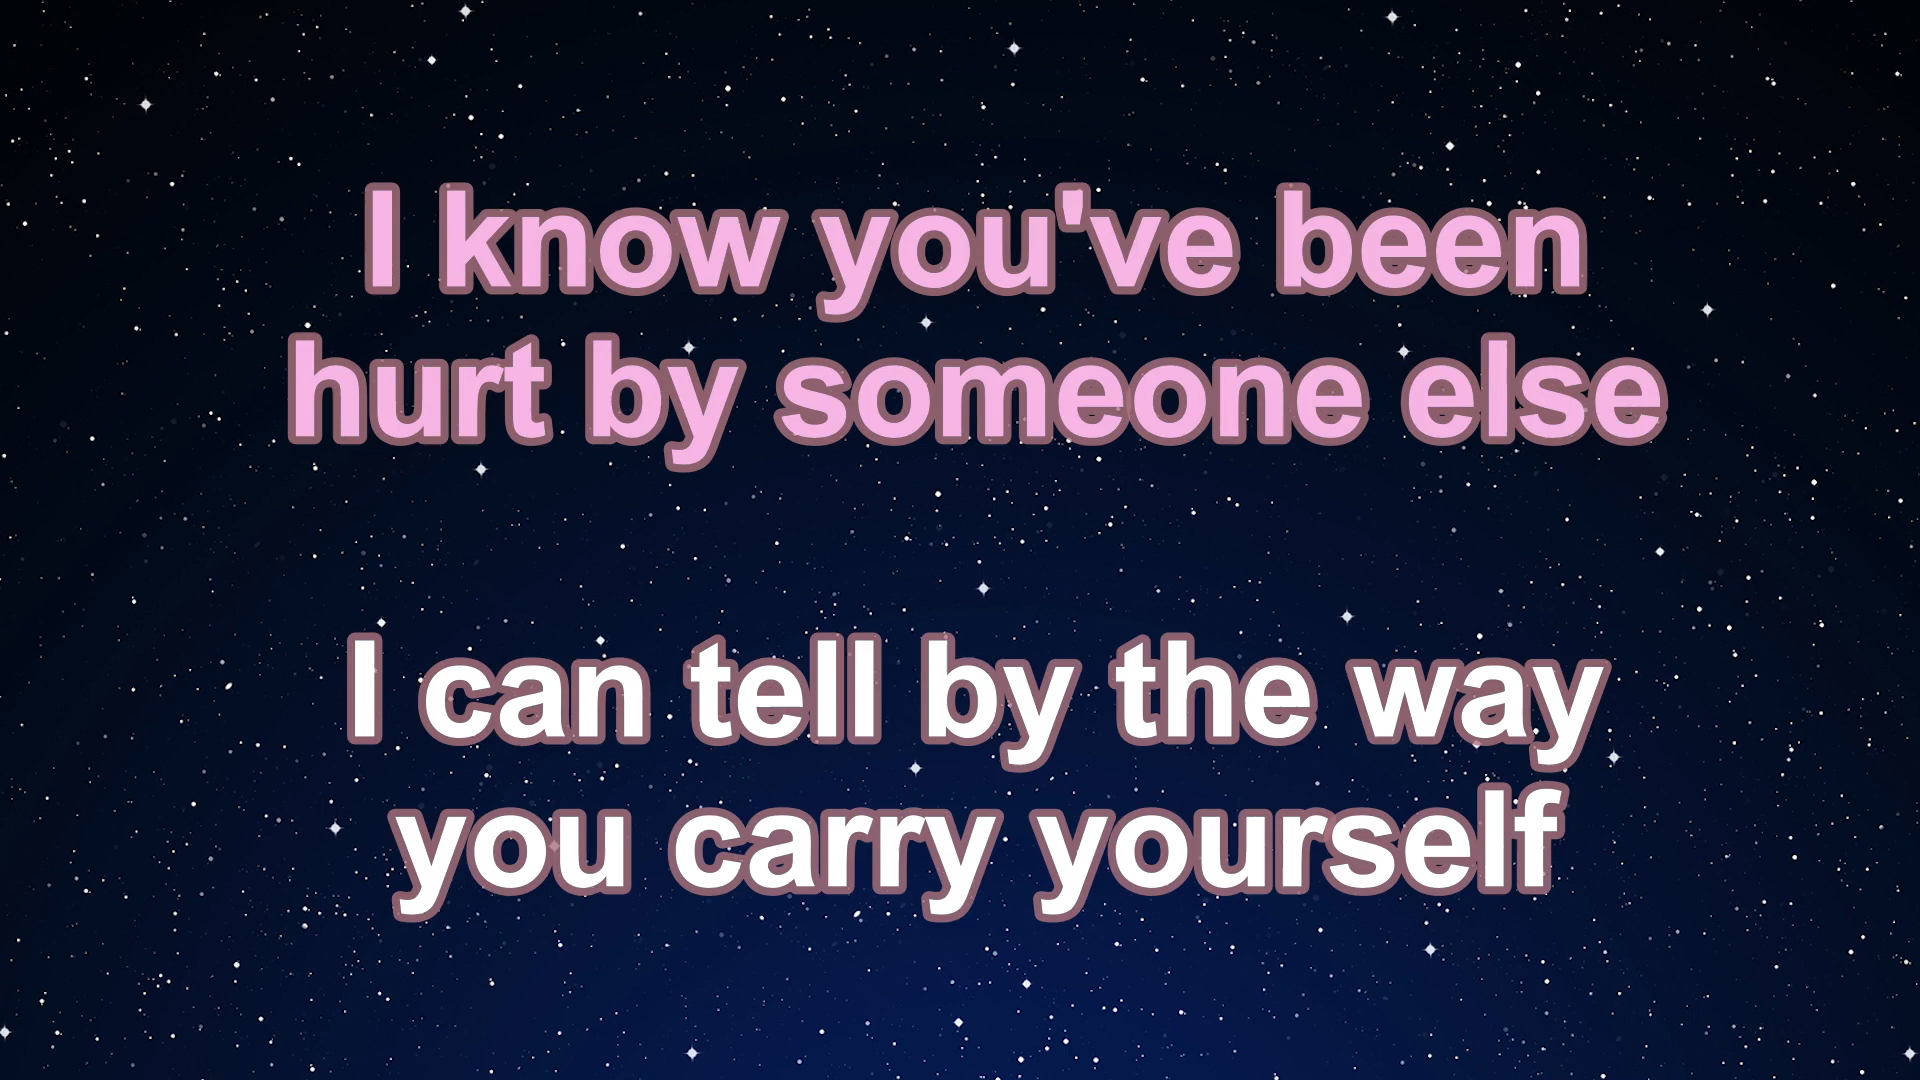 I know you've been
hurt by someone else
I can tell by the way
you carry yourself